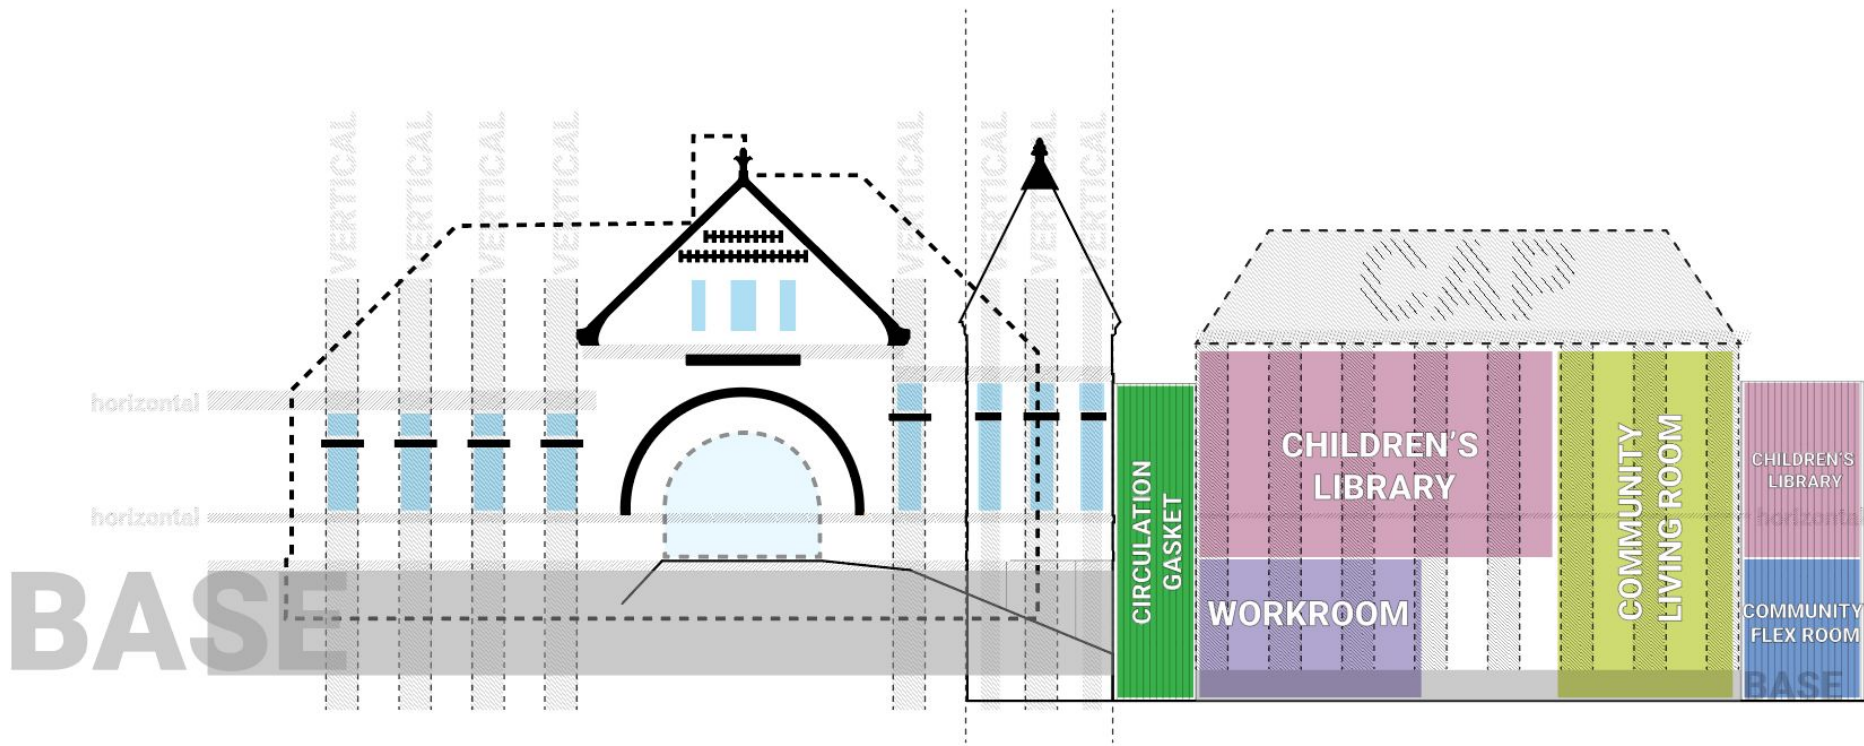 VERTICAL
VERTICAL
VERTICAL
VERTICAL
VERTICAL
VERTICAL
VERTICAL
VERTICAL
CAP
horizontal
horizontal
BASE
CIRCULATION
GASKET
CHILDREN'S
LIBRARY
WORKROOM
COMMUNITY
LIVING ROOM
CHILDREN'S
LIBRARY
horizontal
COMMUNITY
FLEX ROOM
BASE